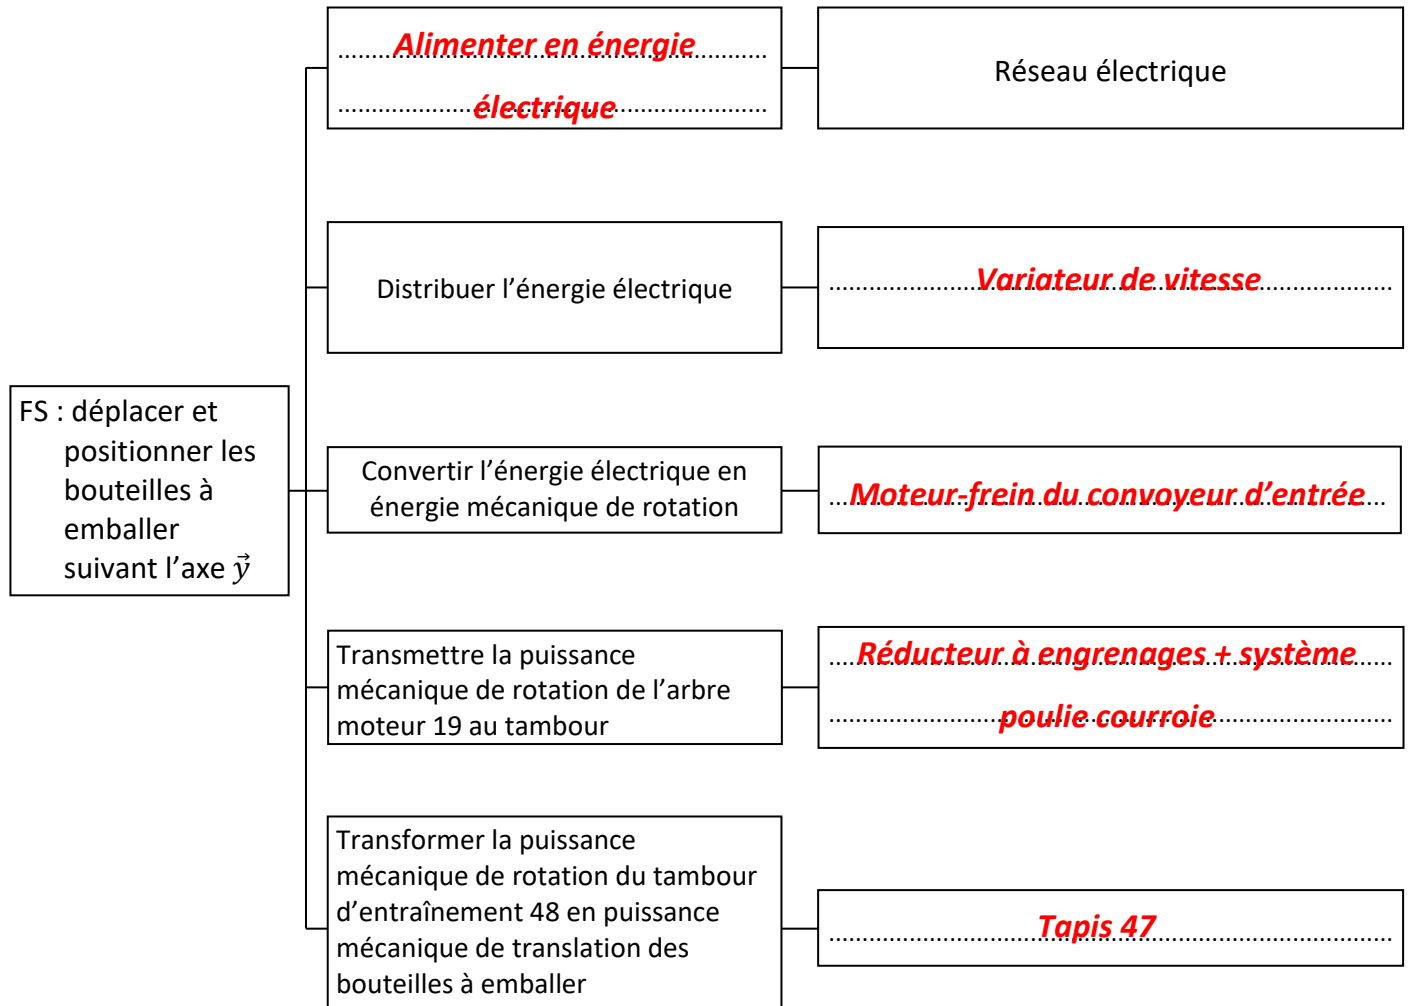 Alimenter en énergie
électrique
Réseau électrique
Distribuer l’énergie électrique
Variateur de vitesse
FS : déplacer et
positionner les
bouteilles à
emballer
suivant l’axe y⃗
Convertir l’énergie électrique en
énergie mécanique de rotation
Moteur-frein du convoyeur d’entrée
Transmettre la puissance
mécanique de rotation de l’arbre
moteur 19 au tambour
Réducteur à engrenages + système
poulie courroie
Transformer la puissance
mécanique de rotation du tambour
d’entraînement 48 en puissance
mécanique de translation des
bouteilles à emballer
Tapis 47